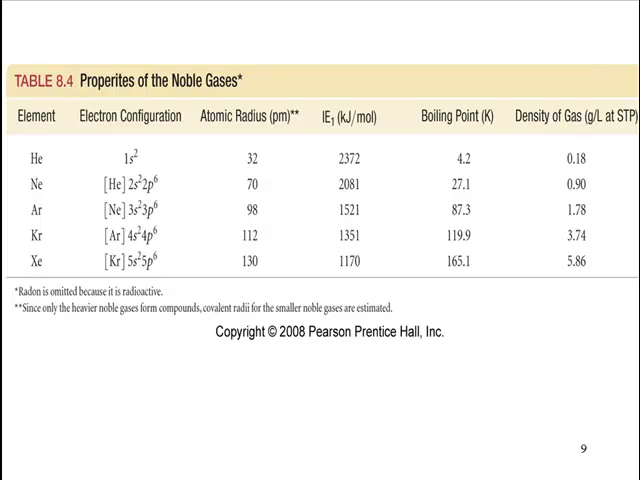 TABLE 8.4 Properites of the Noble Gases*
Element Electron Configuration Atomic Radius (pm)** IE₁ (kJ/mol) Boiling Point (K) Density of Gas (g/L at STP)
He 1s² 32 2372 4.2 0.18
Ne [He] 2s²2p⁶ 70 2081 27.1 0.90
Ar [Ne] 3s²3p⁶ 98 1521 87.3 1.78
Kr [Ar] 4s²4p⁶ 112 1351 119.9 3.74
Xe [Kr] 5s²5p⁶ 130 1170 165.1 5.86
*Radon is omitted because it is radioactive.
**Since only the heavier noble gases form compounds, covalent radii for the smaller noble gases are estimated.
Copyright © 2008 Pearson Prentice Hall, Inc.
9